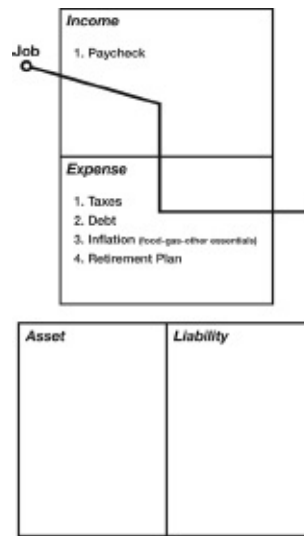 Income
Job
1. Paycheck
Expense
1. Taxes
2. Debt
3. Inflation (food-gas-other essentials)
4. Retirement Plan
Asset
Liability